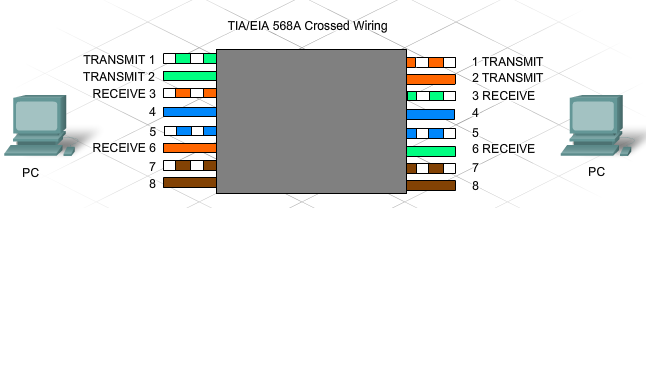 TIA/EIA 568A Crossed Wiring
TRANSMIT 1
TRANSMIT 2
RECEIVE 3
4
5
RECEIVE 6
7
8
PC
1 TRANSMIT
2 TRANSMIT
3 RECEIVE
4
5
6 RECEIVE
7
8
PC